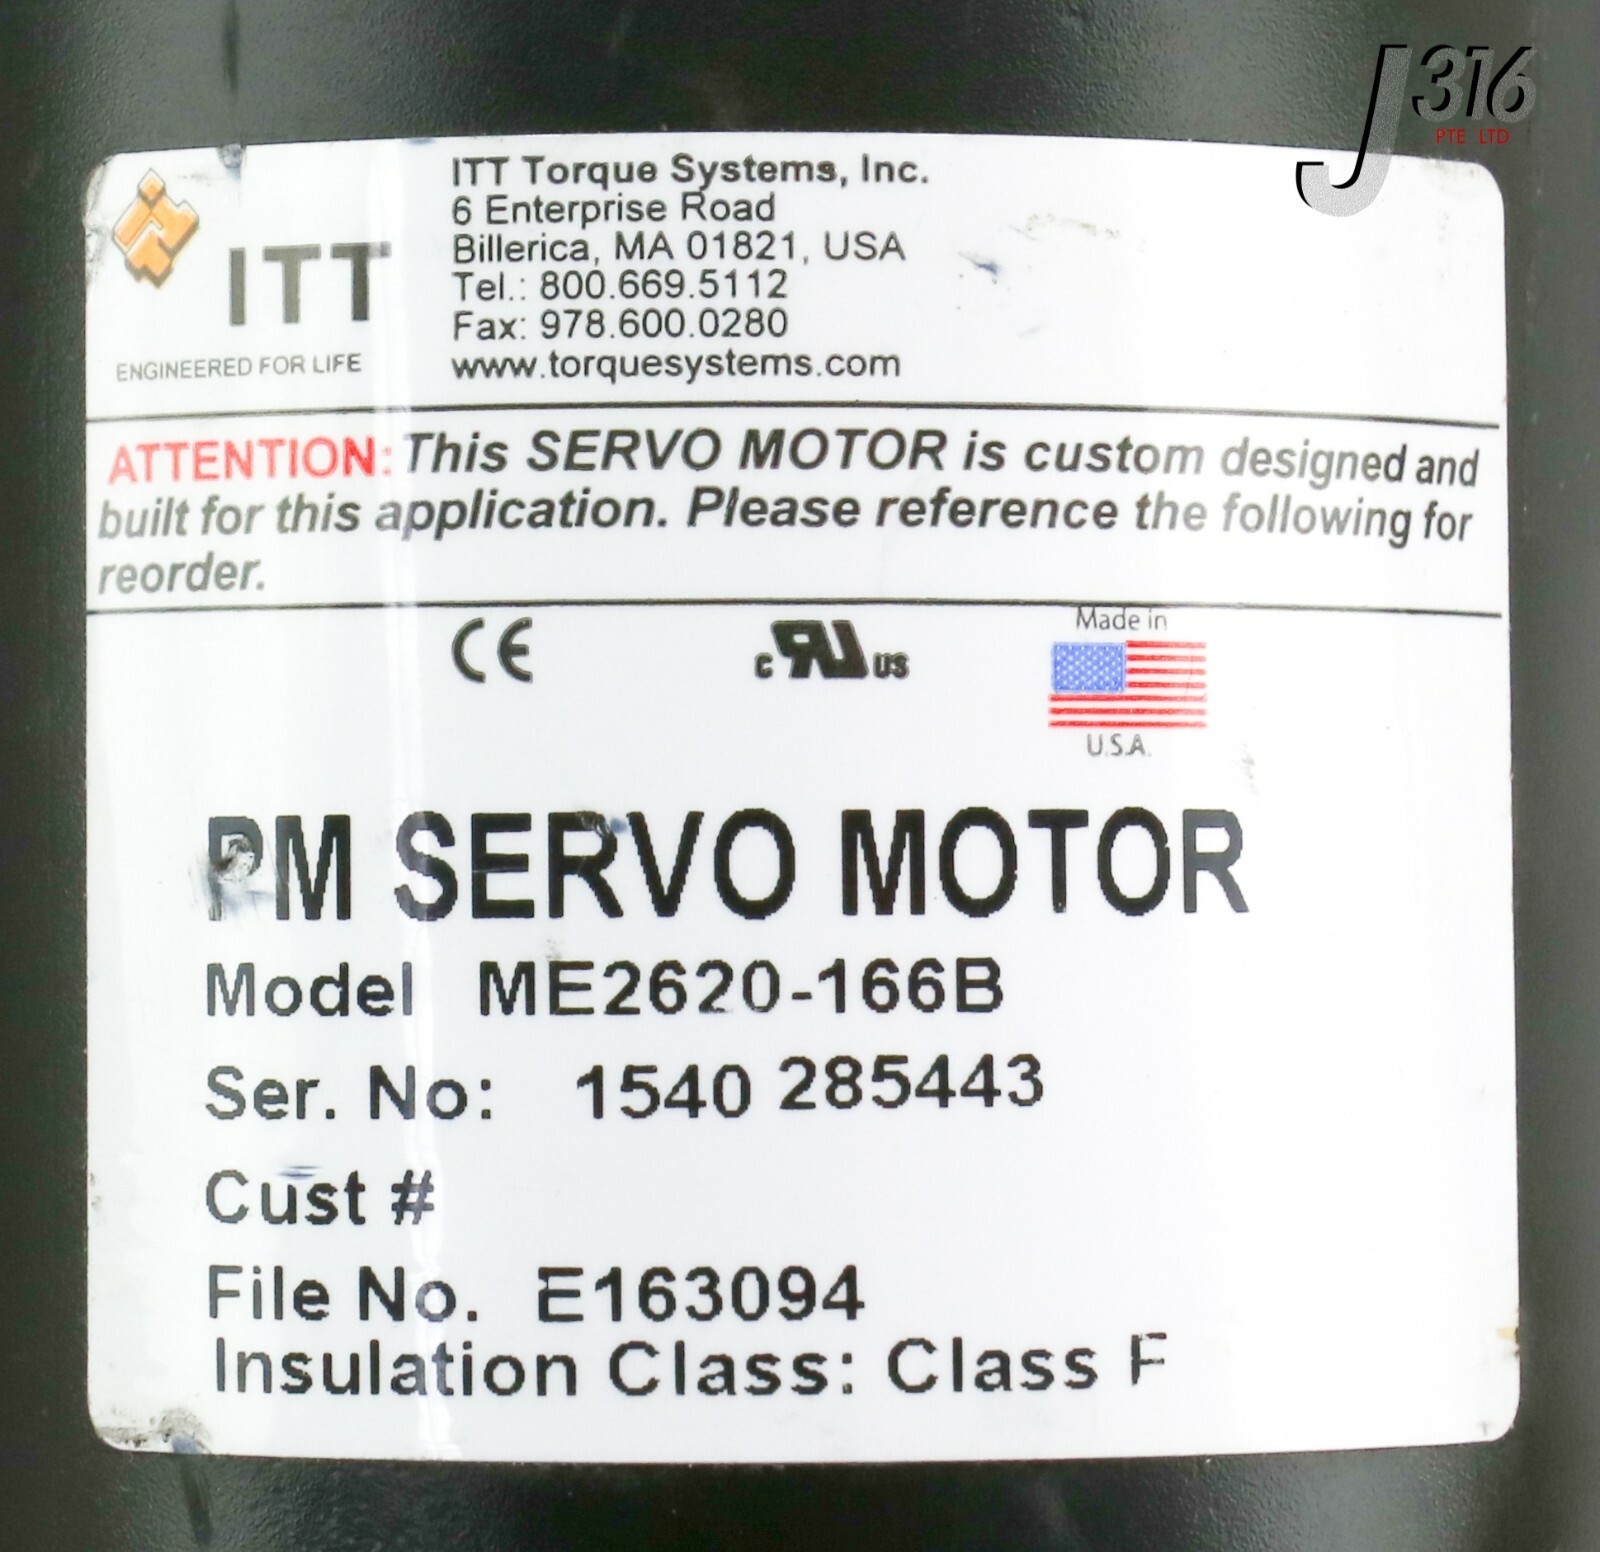 J316
PTE LTD
ITT
ENGINEERED FOR LIFE
ITT Torque Systems, Inc.
6 Enterprise Road
Billerica, MA 01821, USA
Tel.: 800.669.5112
Fax: 978.600.0280
www.torquesystems.com
ATTENTION: This SERVO MOTOR is custom designed and
built for this application. Please reference the following for
reorder.
CE
c RU US
Made in
U.S.A.
PM SERVO MOTOR
Model ME2620-166B
Ser. No: 1540 285443
Cust #
File No. E163094
Insulation Class: Class F